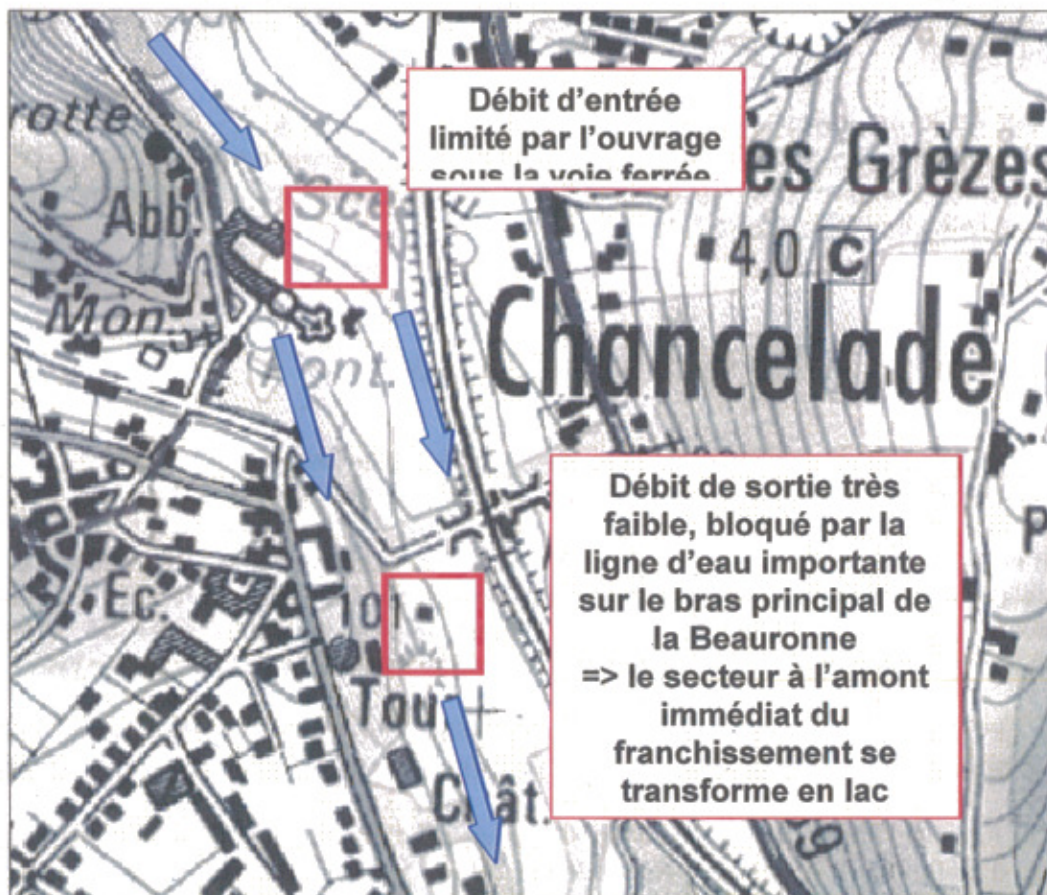 Débit d'entrée
limité par l'ouvrage
sous la voie ferrée.
rotte
Abb.
es Grèzes
4,0 C
Mon.
Font.
Chancelade
Débit de sortie très
faible, bloqué par la
ligne d'eau importante
sur le bras principal de
la Beauronne
=> le secteur à l'amont
immédiat du
franchissement se
transforme en lac
Ec.
101
Tou
Chât.
P